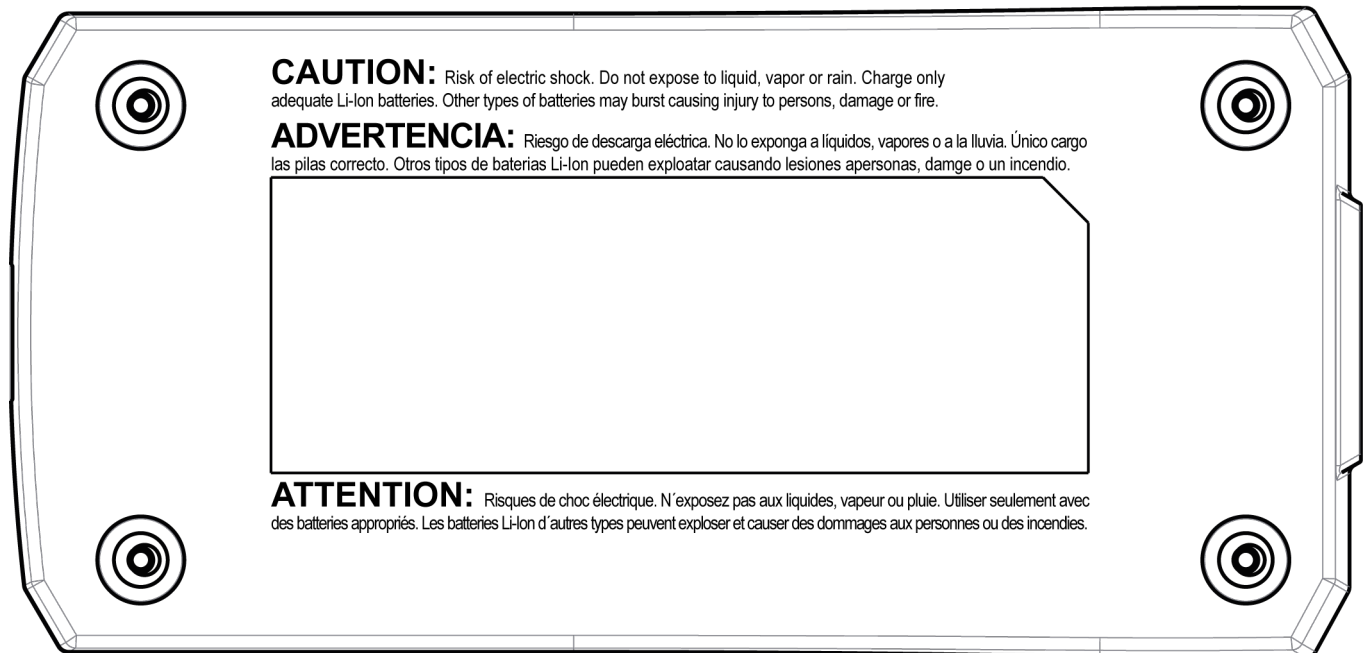 CAUTION: Risk of electric shock. Do not expose to liquid, vapor or rain. Charge only
adequate Li-Ion batteries. Other types of batteries may burst causing injury to persons, damage or fire.
ADVERTENCIA: Riesgo de descarga eléctrica. No lo exponga a líquidos, vapores o a la lluvia. Único cargo
las pilas correcto. Otros tipos de baterias Li-Ion pueden exploatar causando lesiones apersonas, damge o un incendio.
ATTENTION: Risques de choc électrique. N´exposez pas aux liquides, vapeur ou pluie. Utiliser seulement avec
des batteries appropriés. Les batteries Li-Ion d´autres types peuvent exploser et causer des dommages aux personnes ou des incendies.